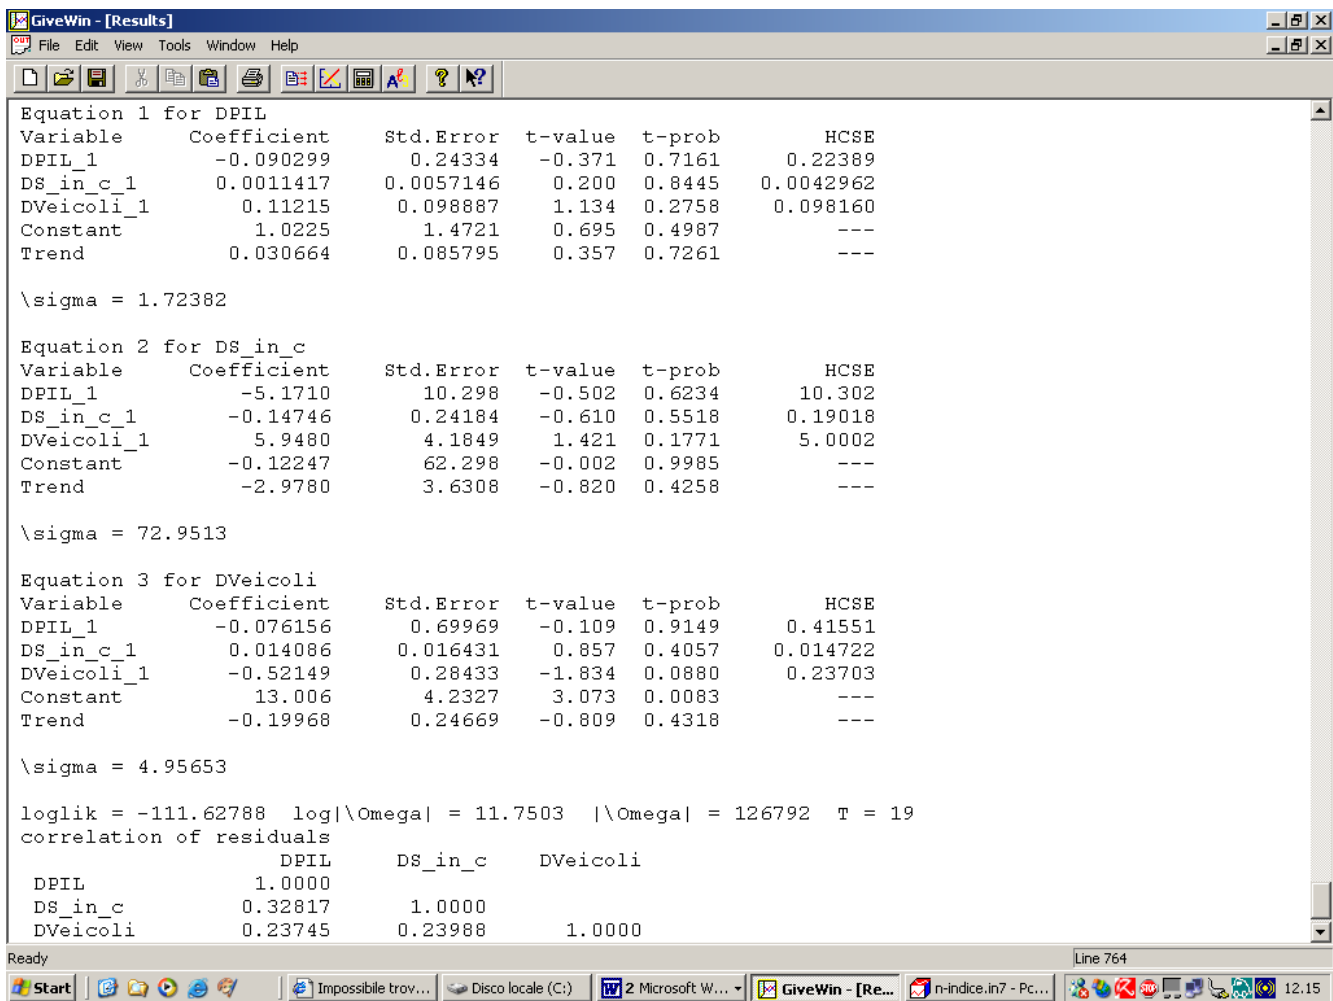 GiveWin - [Results]
File Edit View Tools Window Help
Equation 1 for DPIL
Variable Coefficient Std.Error t-value t-prob HCSE
DPIL_1 -0.090299 0.24334 -0.371 0.7161 0.22389
DS_in_c_1 0.0011417 0.0057146 0.200 0.8445 0.0042962
DVeicoli_1 0.11215 0.098887 1.134 0.2758 0.098160
Constant 1.0225 1.4721 0.695 0.4987 ---
Trend 0.030664 0.085795 0.357 0.7261 ---
\sigma = 1.72382
Equation 2 for DS_in_c
Variable Coefficient Std.Error t-value t-prob HCSE
DPIL_1 -5.1710 10.298 -0.502 0.6234 10.302
DS_in_c_1 -0.14746 0.24184 -0.610 0.5518 0.19018
DVeicoli_1 5.9480 4.1849 1.421 0.1771 5.0002
Constant -0.12247 62.298 -0.002 0.9985 ---
Trend -2.9780 3.6308 -0.820 0.4258 ---
\sigma = 72.9513
Equation 3 for DVeicoli
Variable Coefficient Std.Error t-value t-prob HCSE
DPIL_1 -0.076156 0.69969 -0.109 0.9149 0.41551
DS_in_c_1 0.014086 0.016431 0.857 0.4057 0.014722
DVeicoli_1 -0.52149 0.28433 -1.834 0.0880 0.23703
Constant 13.006 4.2327 3.073 0.0083 ---
Trend -0.19968 0.24669 -0.809 0.4318 ---
\sigma = 4.95653
loglik = -111.62788 log|\Omega| = 11.7503 |\Omega| = 126792 T = 19
correlation of residuals
DPIL DS_in_c DVeicoli
DPIL 1.0000
DS_in_c 0.32817 1.0000
DVeicoli 0.23745 0.23988 1.0000
Ready Line 764
Start Impossibile trov... Disco locale (C:) 2 Microsoft W... GiveWin - [Re... n-indice.in7 - Pc... 12.15